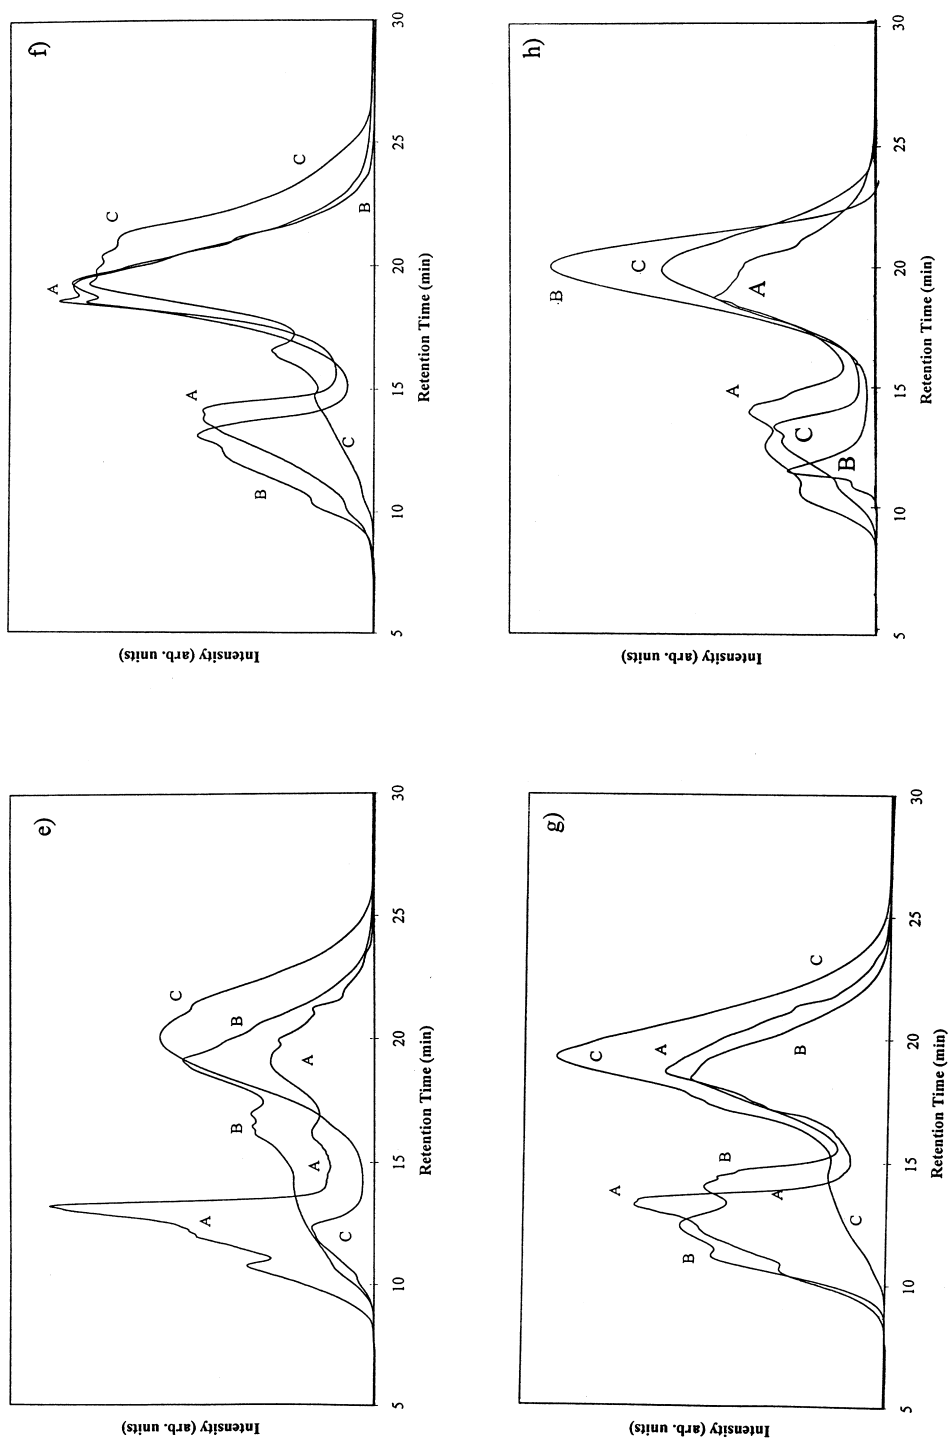 e)
C
A
B
B
A
A
C
Intensity (arb. units)
5 10 15 20 25 30
Retention Time (min)
f)
A
C
A
B
C
C
B
Intensity (arb. units)
5 10 15 20 25 30
Retention Time (min)
g)
C
A
A
B
B
A
B
C
C
Intensity (arb. units)
5 10 15 20 25 30
Retention Time (min)
h)
B
C
A
A
C
B
Intensity (arb. units)
5 10 15 20 25 30
Retention Time (min)